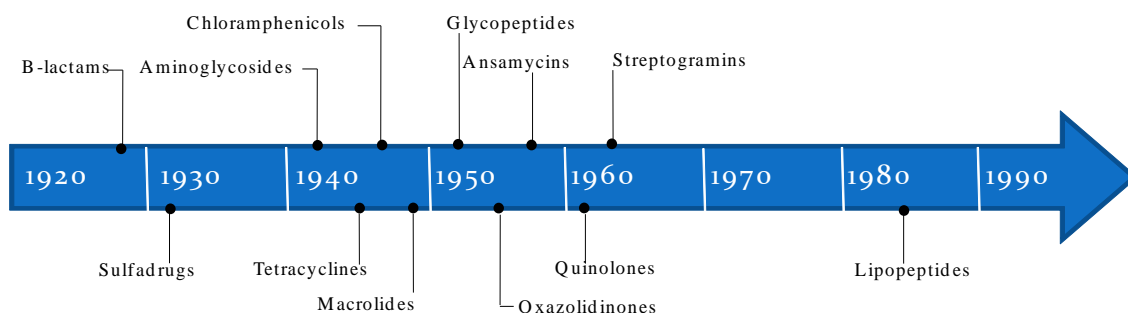 Chloramphenicols
Glycopeptides
B-lactams
Aminoglycosides
Ansamycins
Streptogramins
1920
1930
1940
1950
1960
1970
1980
1990
Sulfadrugs
Tetracyclines
Quinolones
Lipopeptides
Macrolides
Oxazolidinones